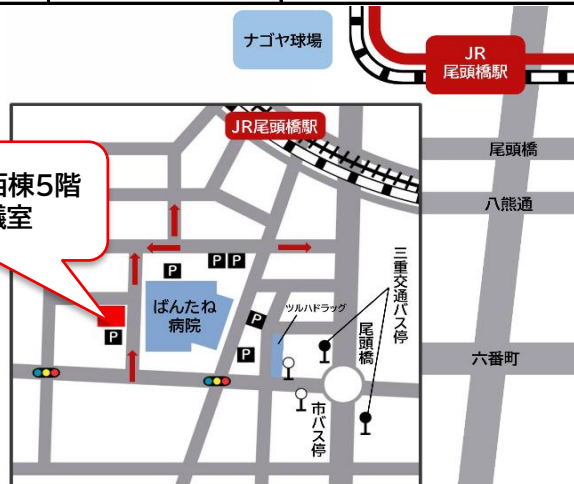 ナゴヤ球場
JR
尾頭橋駅
尾頭橋
八熊通
六番町
JR尾頭橋駅
西棟5階
議室
P
P
P
P
P
P
ばんたね
病院
ツルハドラッグ
三重交通バス停
尾頭橋
市バス停